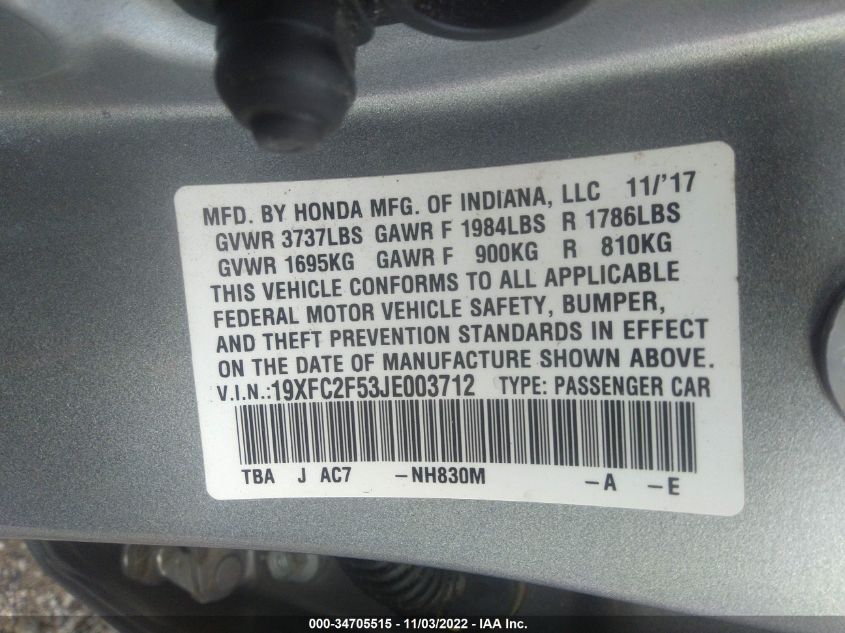 MFD. BY HONDA MFG. OF INDIANA, LLC 11/'17
GVWR 3737LBS GAWR F 1984LBS R 1786LBS
GVWR 1695KG GAWR F 900KG R 810KG
THIS VEHICLE CONFORMS TO ALL APPLICABLE
FEDERAL MOTOR VEHICLE SAFETY, BUMPER,
AND THEFT PREVENTION STANDARDS IN EFFECT
ON THE DATE OF MANUFACTURE SHOWN ABOVE.
V.I.N.:19XFC2F53JE003712 TYPE: PASSENGER CAR
TBA J AC7 –NH830M –A –E
000-34705515 - 11/03/2022 - IAA Inc.